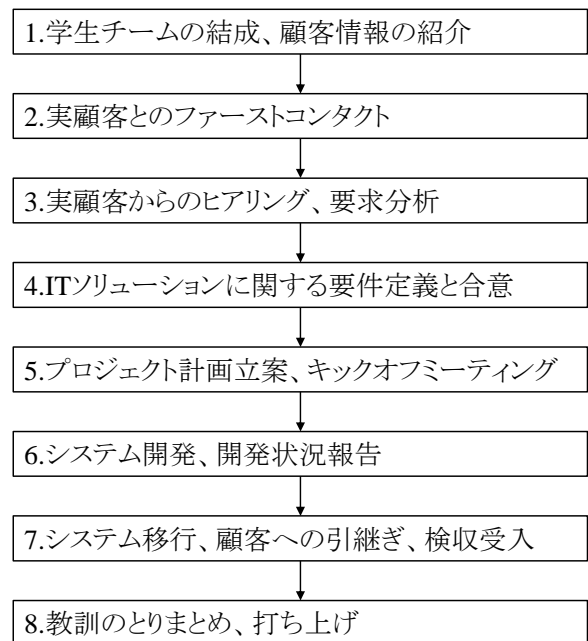 1.学生チームの結成、顧客情報の紹介
2.実顧客とのファーストコンタクト
3.実顧客からのヒアリング、要求分析
4.ITソリューションに関する要件定義と合意
5.プロジェクト計画立案、キックオフミーティング
6.システム開発、開発状況報告
7.システム移行、顧客への引継ぎ、検収受入
8.教訓のとりまとめ、打ち上げ